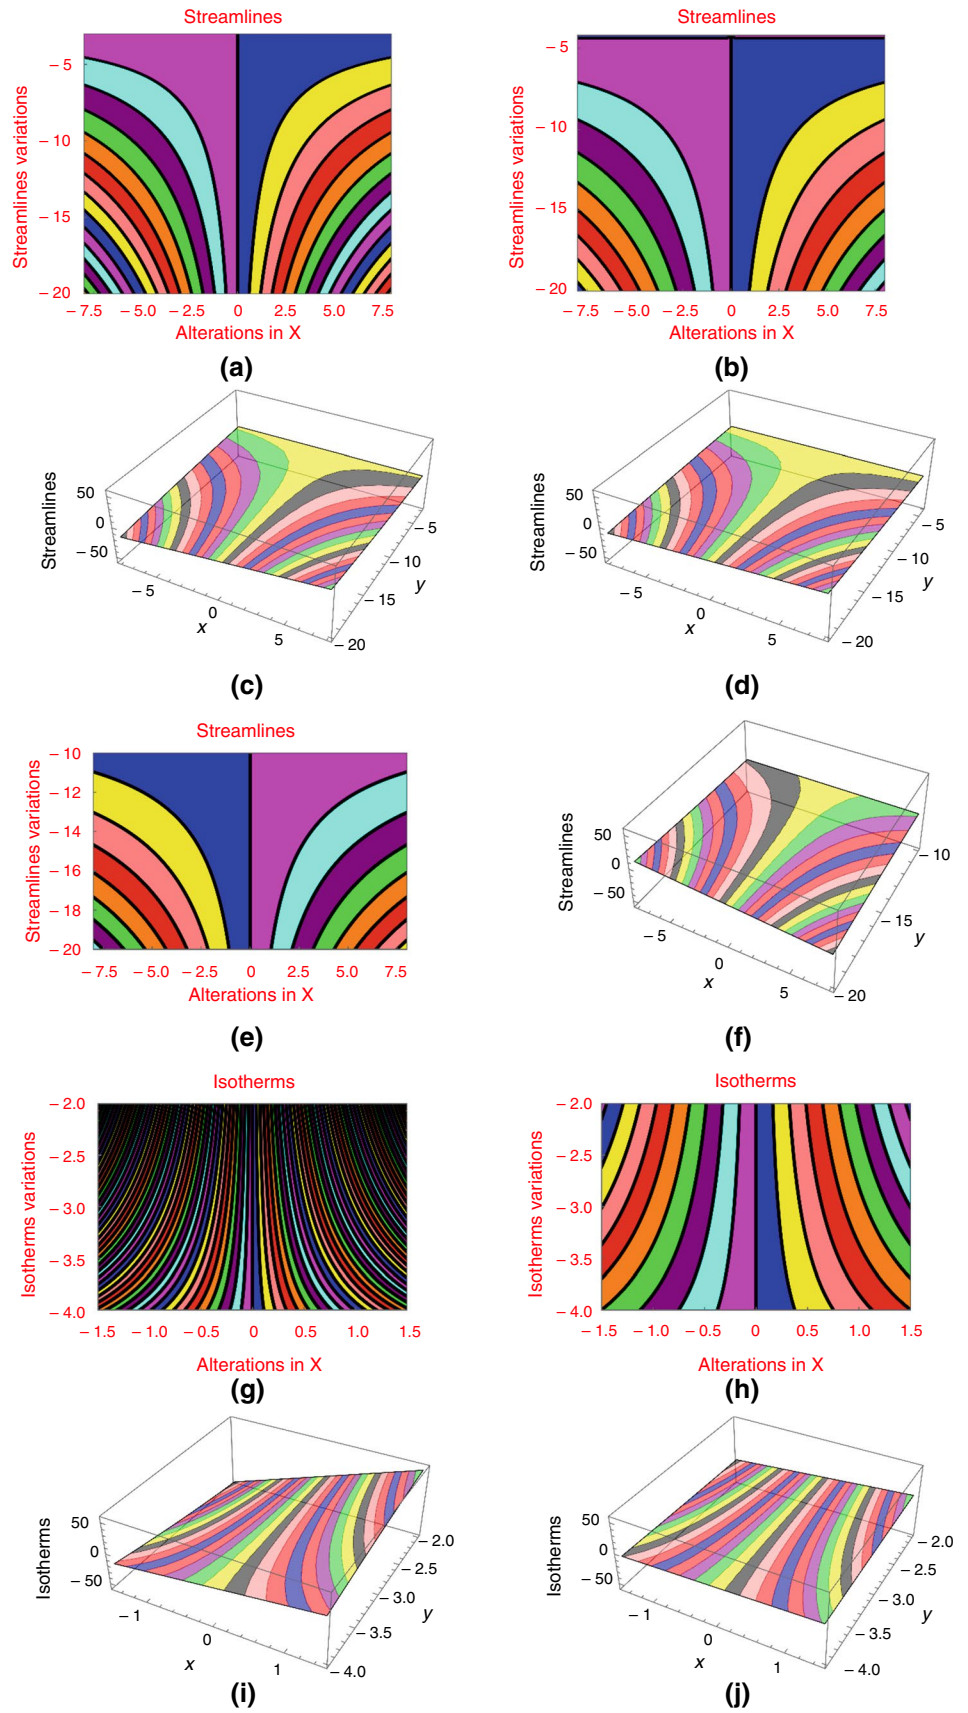 Streamlines
Streamlines variations
– 5
– 10
– 15
– 20
– 7.5 – 5.0 – 2.5 0 2.5 5.0 7.5
Alterations in X
(a)
Streamlines
Streamlines variations
– 5
– 10
– 15
– 20
– 7.5 – 5.0 – 2.5 0 2.5 5.0 7.5
Alterations in X
(b)
Streamlines
50
0
– 50
– 5
0
5
x
– 5
– 10
– 15
– 20
y
(c)
Streamlines
50
0
– 50
– 5
0
5
x
– 5
– 10
– 15
– 20
y
(d)
Streamlines
Streamlines variations
– 10
– 12
– 14
– 16
– 18
– 20
– 7.5 – 5.0 – 2.5 0 2.5 5.0 7.5
Alterations in X
(e)
Streamlines
50
0
– 50
– 5
0
5
x
– 10
– 15
– 20
y
(f)
Isotherms
Isotherms variations
– 2.0
– 2.5
– 3.0
– 3.5
– 4.0
– 1.5 – 1.0 – 0.5 0 0.5 1.0 1.5
Alterations in X
(g)
Isotherms
Isotherms variations
– 2.0
– 2.5
– 3.0
– 3.5
– 4.0
– 1.5 – 1.0 – 0.5 0 0.5 1.0 1.5
Alterations in X
(h)
Isotherms
50
0
– 50
– 1
0
1
x
– 2.0
– 2.5
– 3.0
– 3.5
– 4.0
y
(i)
Isotherms
50
0
– 50
– 1
0
1
x
– 2.0
– 2.5
– 3.0
– 3.5
– 4.0
y
(j)